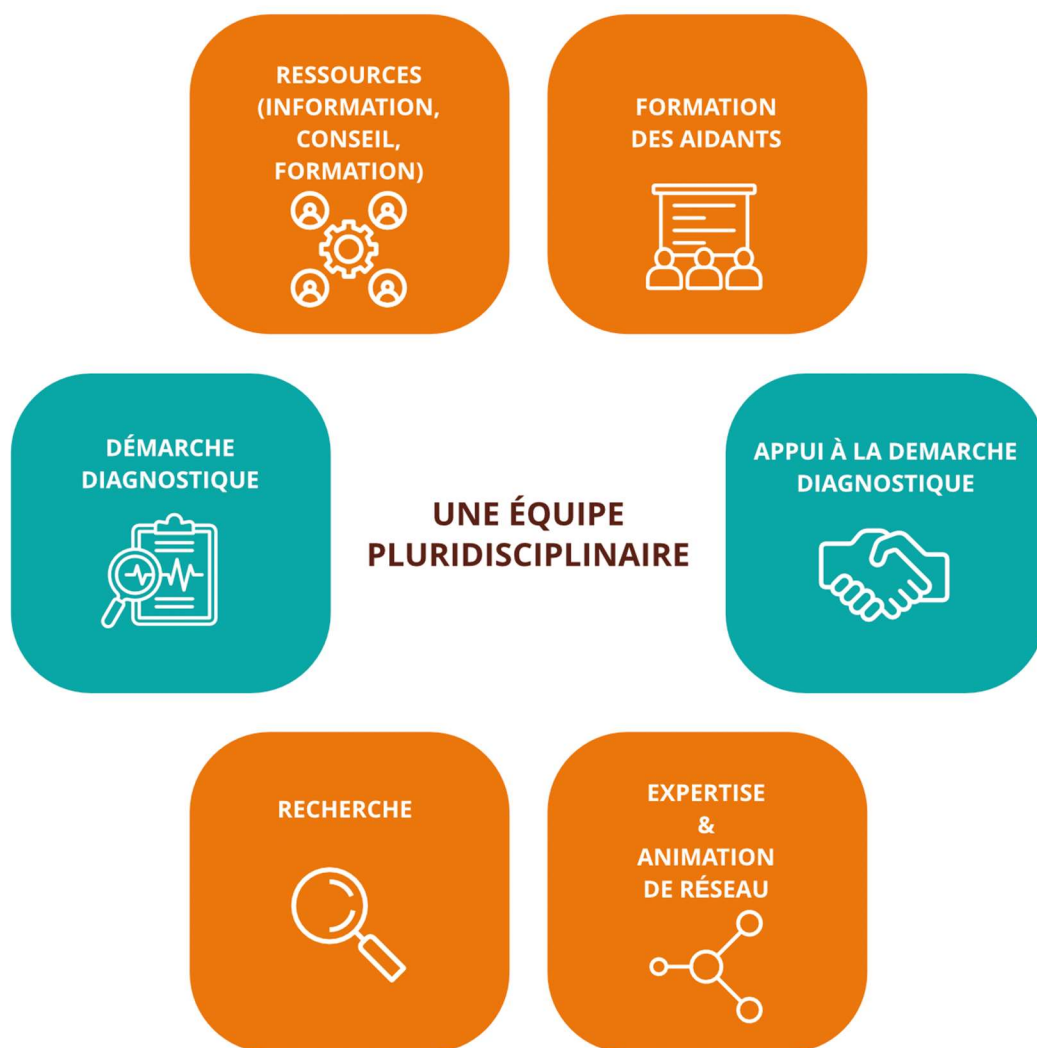 RESSOURCES
(INFORMATION,
CONSEIL,
FORMATION)
FORMATION
DES AIDANTS
DÉMARCHE
DIAGNOSTIQUE
UNE ÉQUIPE
PLURIDISCIPLINAIRE
APPUI À LA DEMARCHE
DIAGNOSTIQUE
RECHERCHE
EXPERTISE
&
ANIMATION
DE RÉSEAU